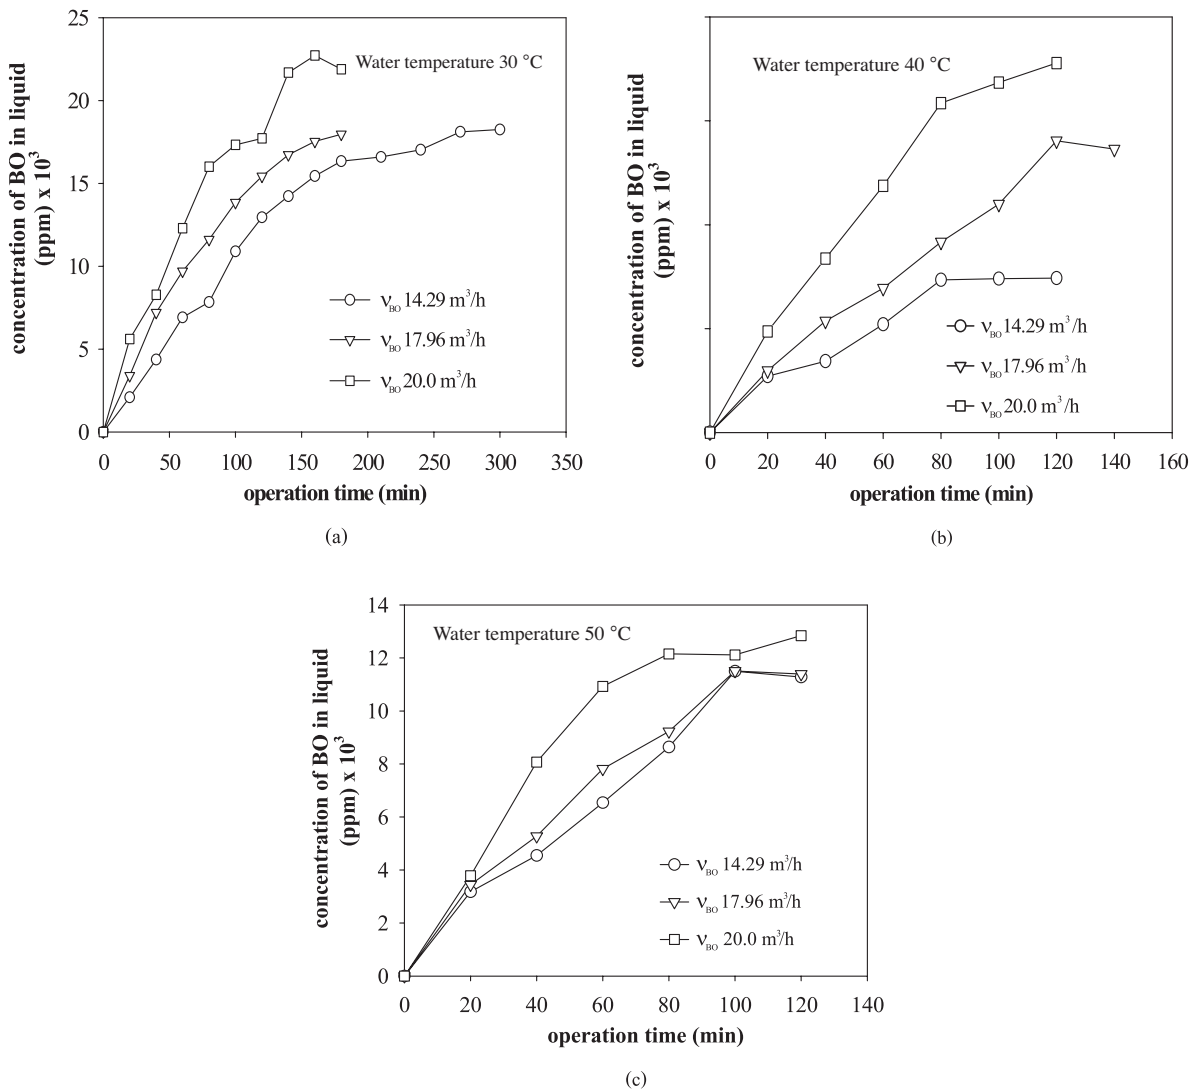 25
20
15
10
5
0
concentration of BO in liquid
(ppm) x 10³
Water temperature 30 °C
ν_BO 14.29 m³/h
ν_BO 17.96 m³/h
ν_BO 20.0 m³/h
0 50 100 150 200 250 300 350
operation time (min)
(a)
concentration of BO in liquid
(ppm) x 10³
Water temperature 40 °C
ν_BO 14.29 m³/h
ν_BO 17.96 m³/h
ν_BO 20.0 m³/h
0 20 40 60 80 100 120 140 160
operation time (min)
(b)
14
12
10
8
6
4
2
0
concentration of BO in liquid
(ppm) x 10³
Water temperature 50 °C
ν_BO 14.29 m³/h
ν_BO 17.96 m³/h
ν_BO 20.0 m³/h
0 20 40 60 80 100 120 140
operation time (min)
(c)